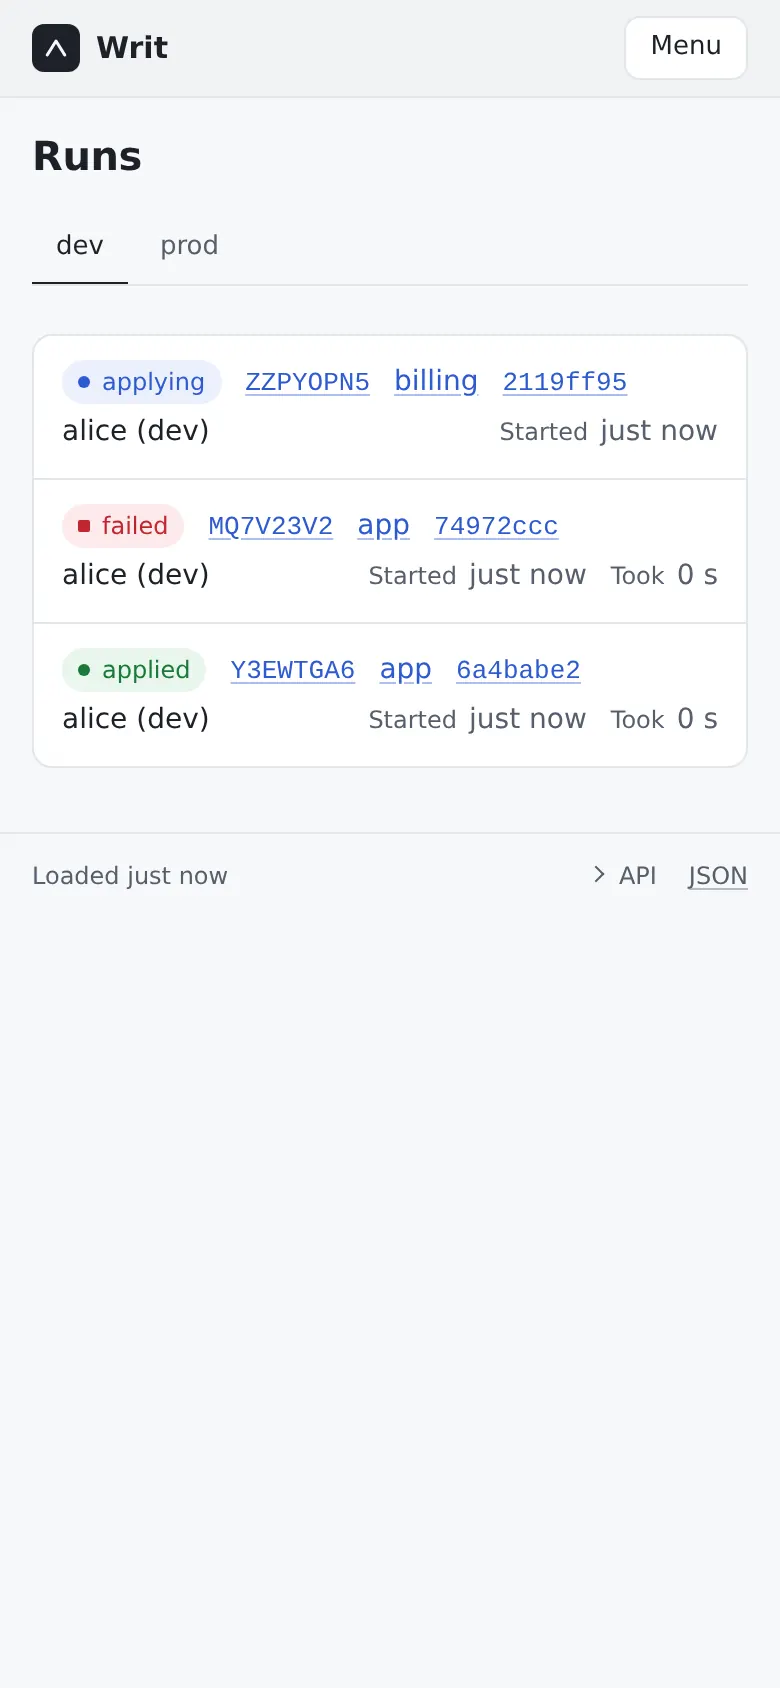 Writ
Menu
Runs
dev prod
applying ZZPYOPN5 billing 2119ff95
alice (dev) Started just now
failed MQ7V23V2 app 74972ccc
alice (dev) Started just now Took 0 s
applied Y3EWTGA6 app 6a4babe2
alice (dev) Started just now Took 0 s
Loaded just now API JSON